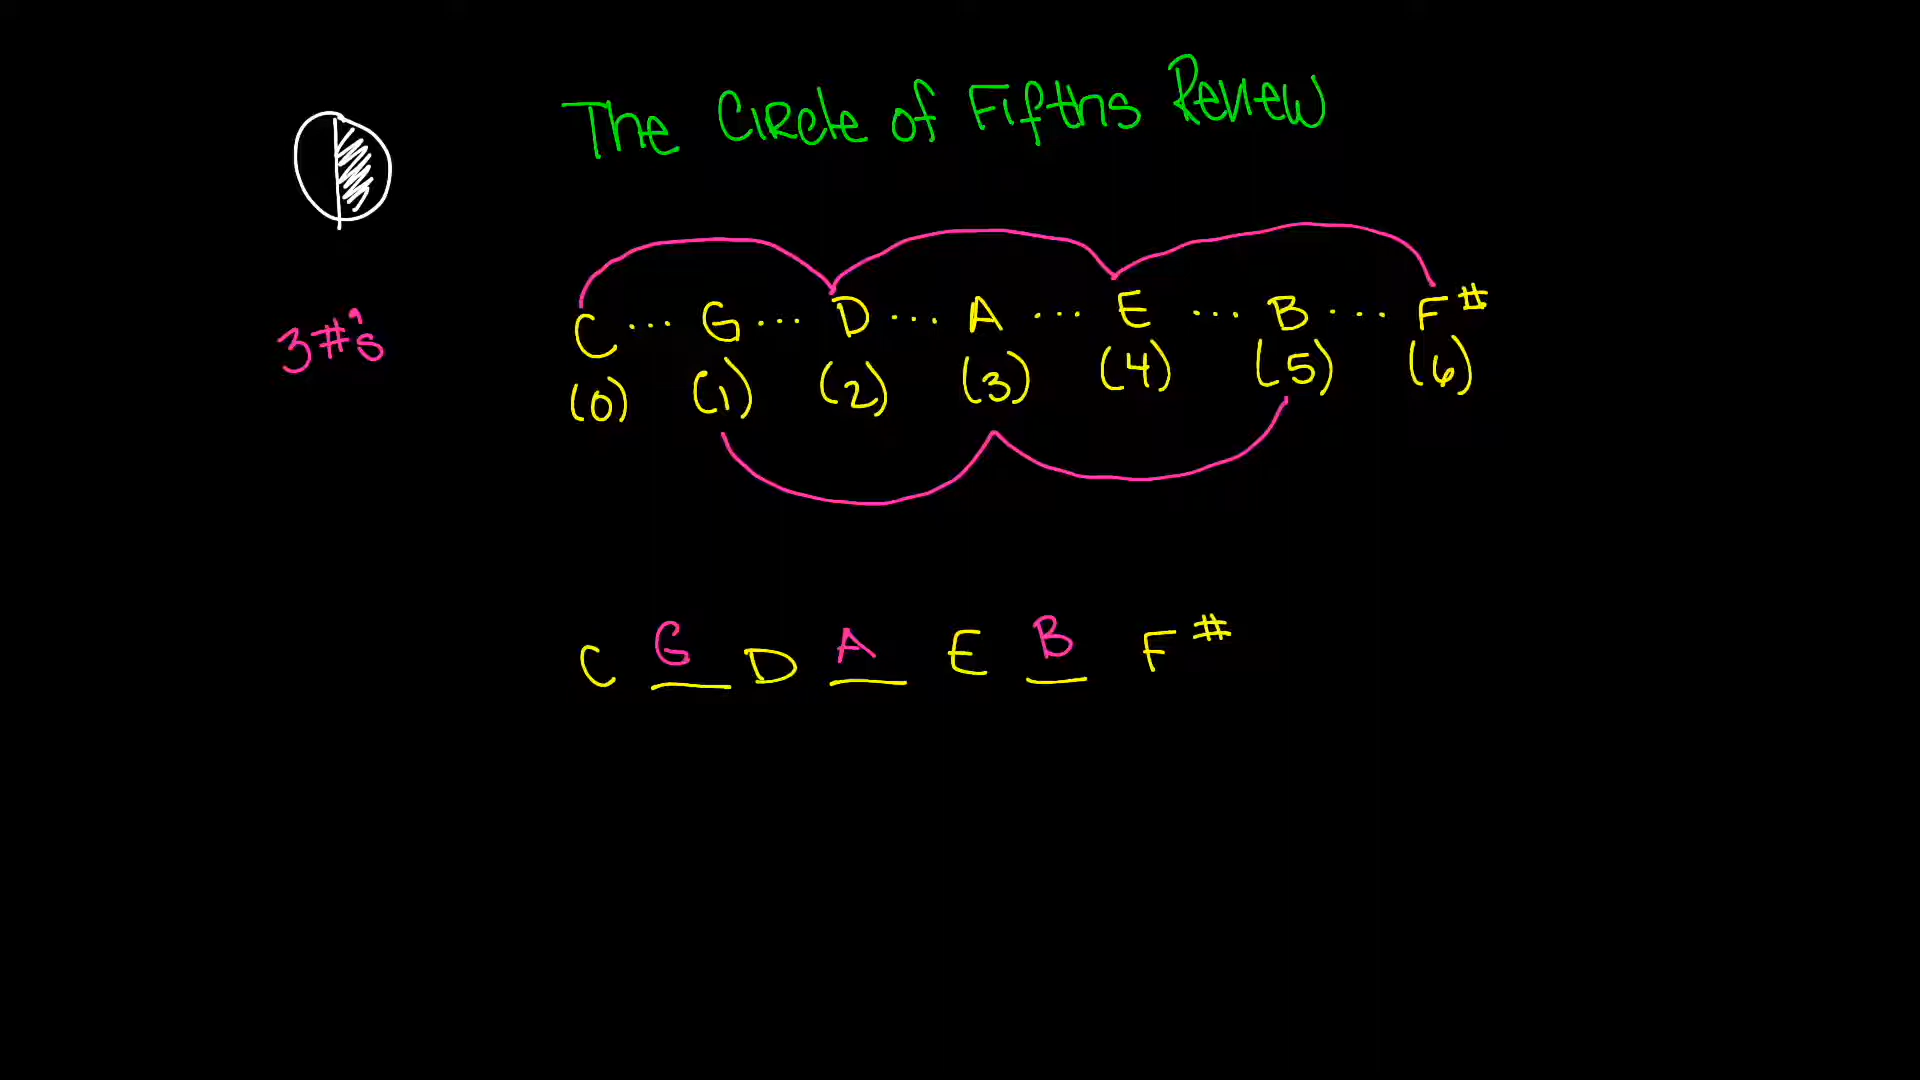 The Circle of Fifths Review
3#'s
C ... G ... D ... A ... E ... B ... F#
(0) (1) (2) (3) (4) (5) (6)
C G D A E B F#